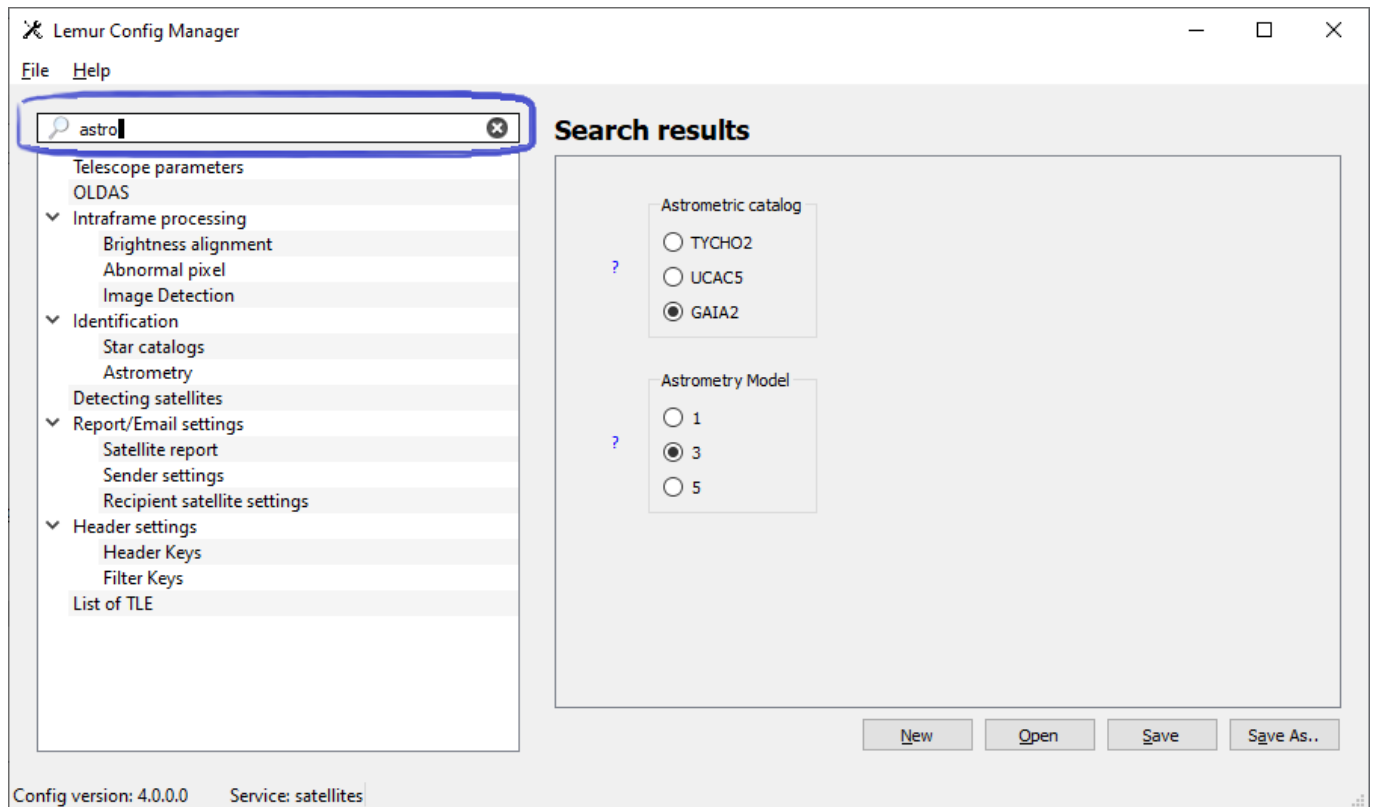 Lemur Config Manager
File Help
astro
Search results
Telescope parameters
OLDAS
Intraframe processing
Brightness alignment
Abnormal pixel
Image Detection
Identification
Star catalogs
Astrometry
Detecting satellites
Report/Email settings
Satellite report
Sender settings
Recipient satellite settings
Header settings
Header Keys
Filter Keys
List of TLE
Astrometric catalog
TYCHO2
?
UCAC5
GAIA2
Astrometry Model
1
?
3
5
New Open Save Save As..
Config version: 4.0.0.0 Service: satellites